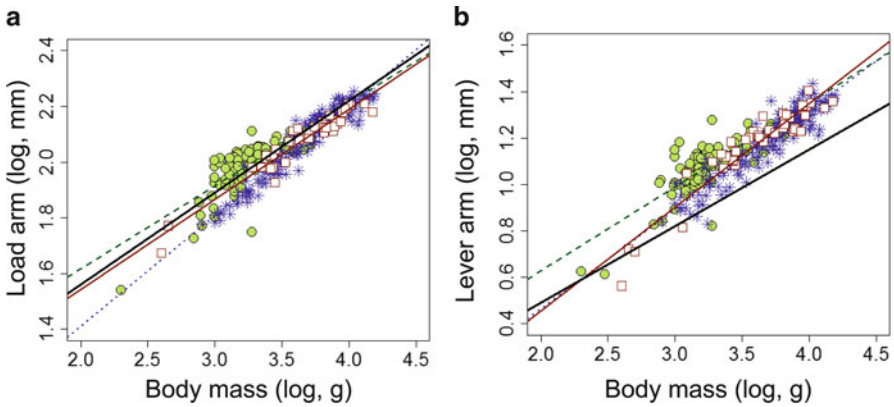 a
Load arm (log, mm)
2.4
2.2
2.0
1.8
1.6
1.4
2.0 2.5 3.0 3.5 4.0 4.5
Body mass (log, g)
b
Lever arm (log, mm)
1.6
1.4
1.2
1.0
0.8
0.6
0.4
2.0 2.5 3.0 3.5 4.0 4.5
Body mass (log, g)